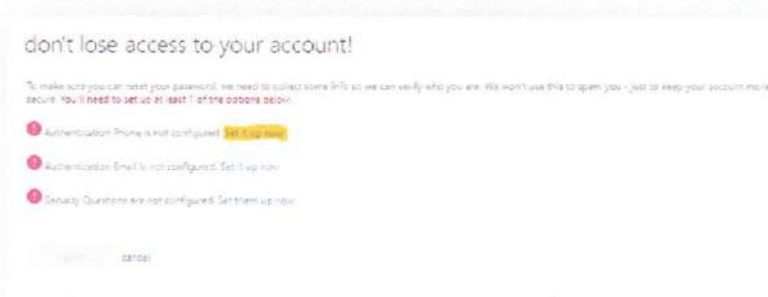 don't lose access to your account!
To make sure you can reset your password, we need to collect some info so we can verify who you are. We won't use this to spam you - just to keep your account more
secure. You'll need to set up at least 1 of the options below.
Authentication Phone is not configured. Set it up now
Authentication Email is not configured. Set it up now
Security Questions are not configured. Set them up now
cancel